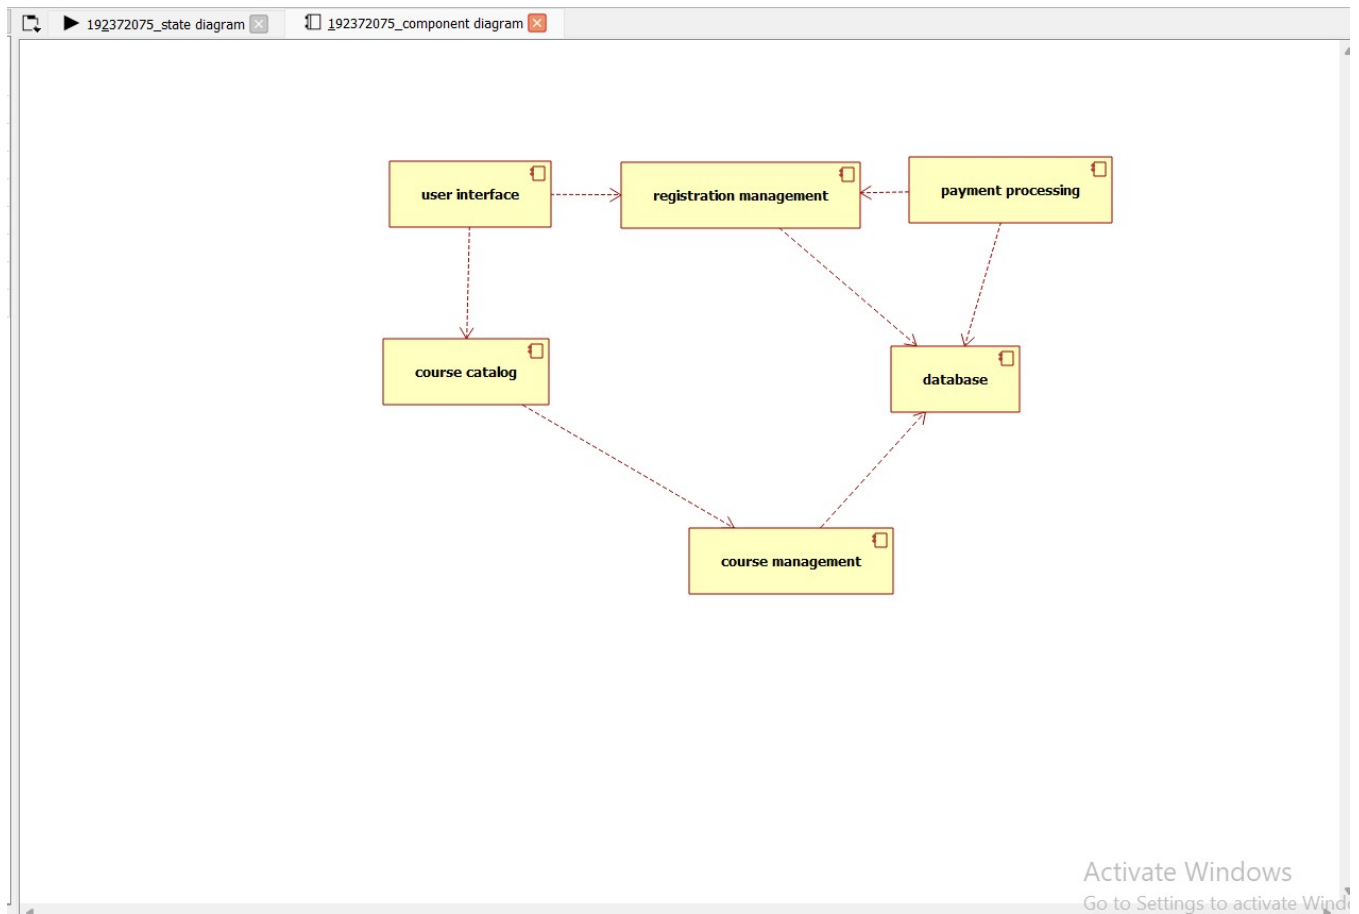 192372075_state diagram
192372075_component diagram
user interface
registration management
payment processing
course catalog
database
course management
Activate Windows
Go to Settings to activate Wind